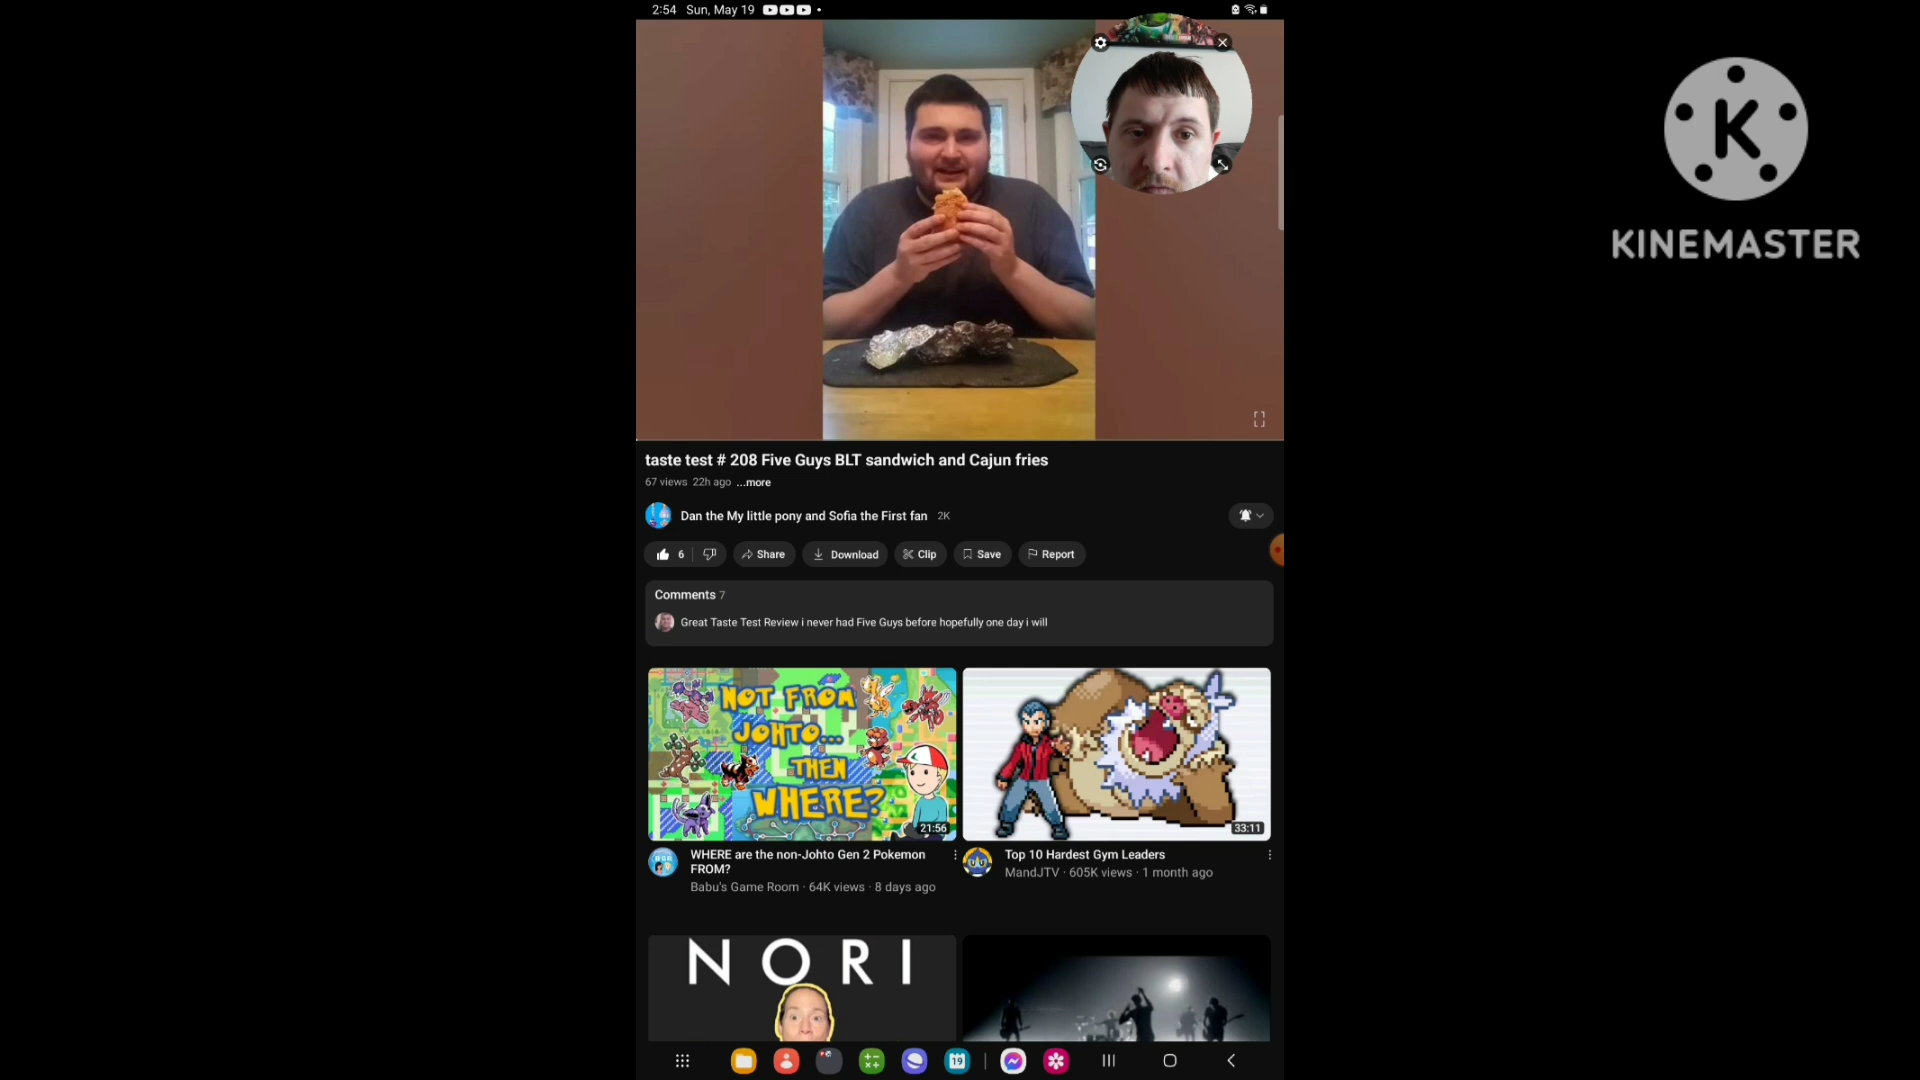 2:54 Sun, May 19
KINEMASTER
taste test # 208 Five Guys BLT sandwich and Cajun fries
67 views 22h ago ...more
Dan the My little pony and Sofia the First fan 2K
6 Share Download Clip Save Report
Comments 7
Great Taste Test Review i never had Five Guys before hopefully one day i will
NOT FROM
JOHTO...
THEN
WHERE?
21:56
33:11
WHERE are the non-Johto Gen 2 Pokemon
FROM?
Babu's Game Room · 64K views · 8 days ago
Top 10 Hardest Gym Leaders
MandJTV · 605K views · 1 month ago
NORI
19